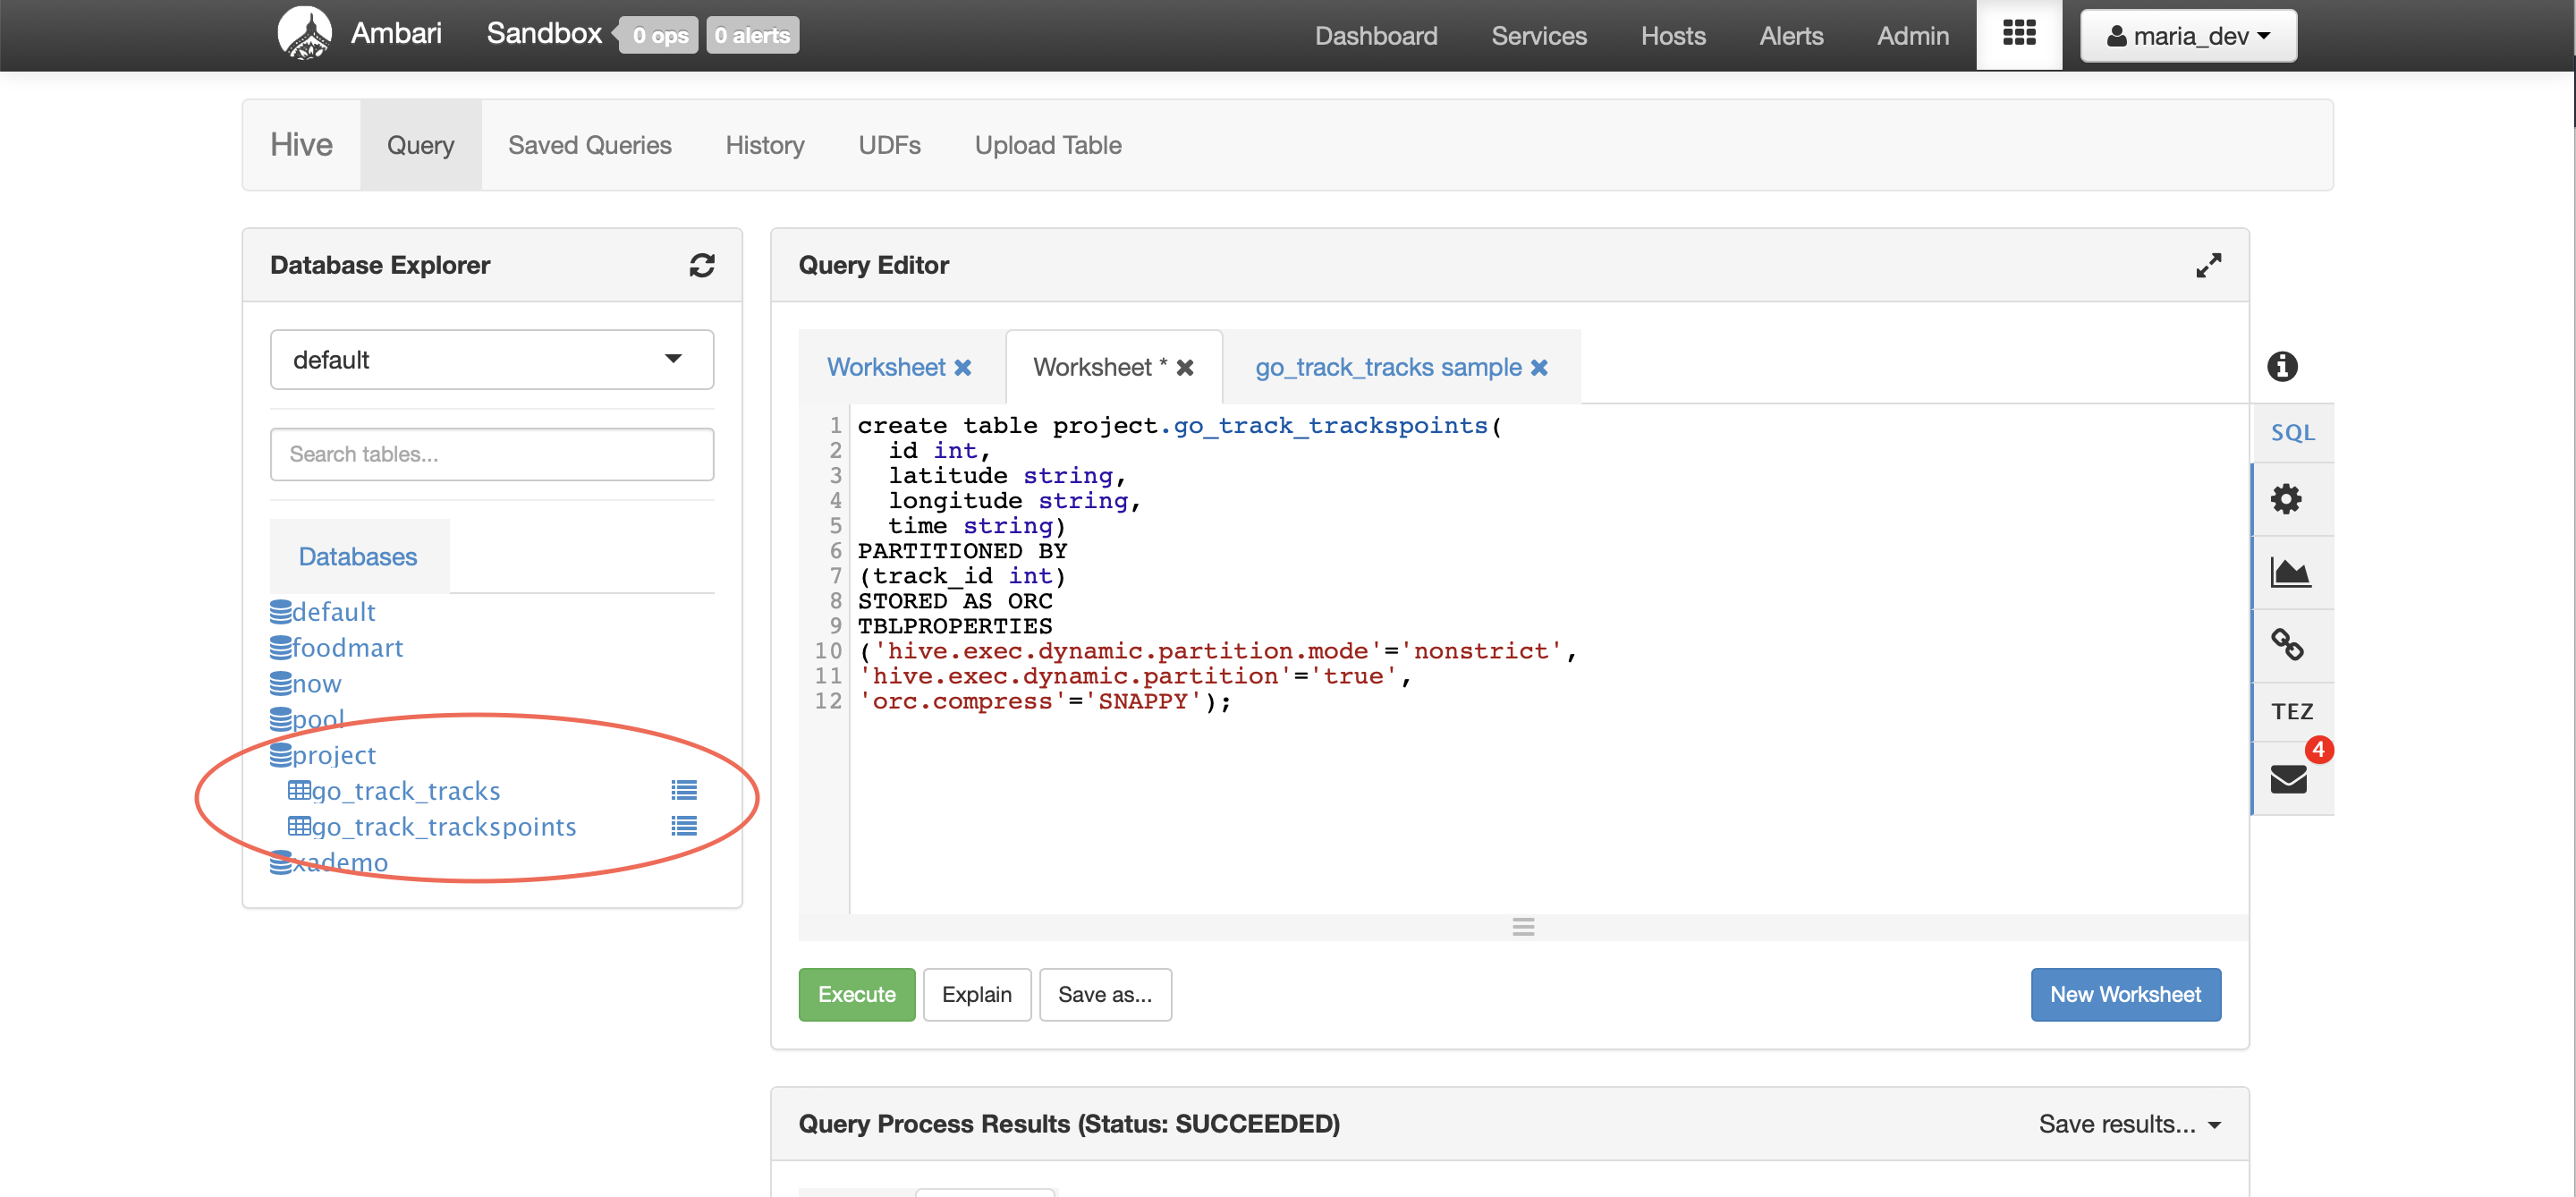 Ambari Sandbox 0 ops 0 alerts Dashboard Services Hosts Alerts Admin maria_dev
Hive Query Saved Queries History UDFs Upload Table
Database Explorer
default
Search tables...
Databases
default
foodmart
now
pool
project
go_track_tracks
go_track_trackspoints
xademo
Query Editor
Worksheet Worksheet * go_track_tracks sample
1 create table project.go_track_trackspoints(
2 id int,
3 latitude string,
4 longitude string,
5 time string)
6 PARTITIONED BY
7 (track_id int)
8 STORED AS ORC
9 TBLPROPERTIES
10 ('hive.exec.dynamic.partition.mode'='nonstrict',
11 'hive.exec.dynamic.partition'='true',
12 'orc.compress'='SNAPPY');
Execute Explain Save as... New Worksheet
SQL
TEZ
4
Query Process Results (Status: SUCCEEDED) Save results...